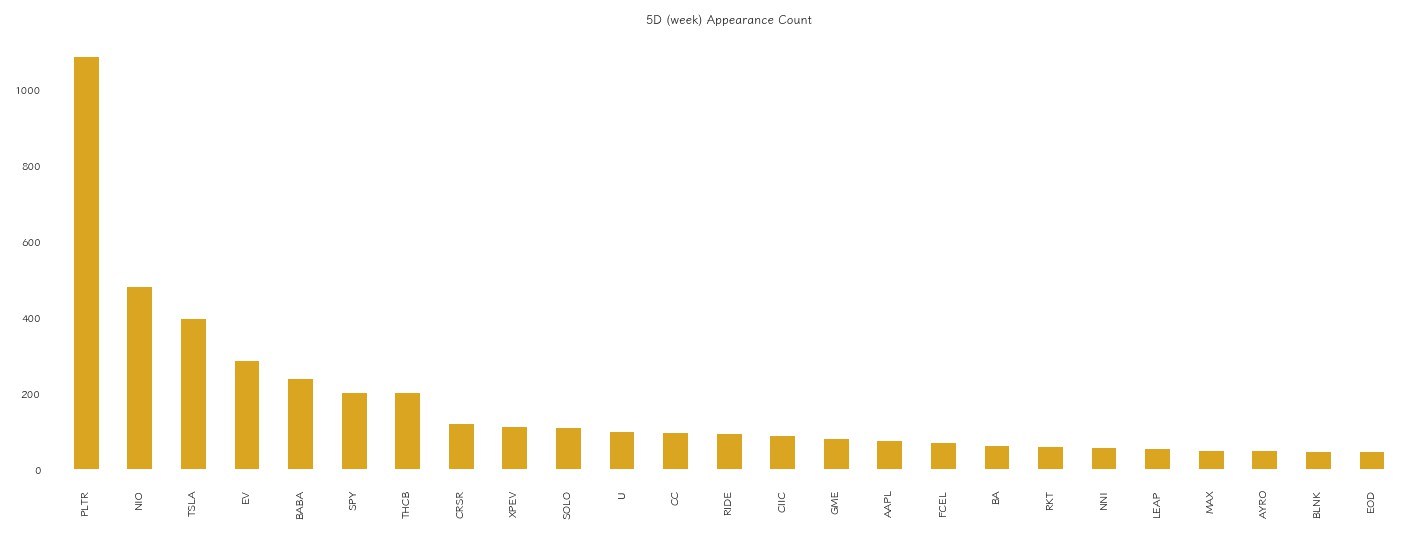 5D (week) Appearance Count
1000
800
600
400
200
0
PLTR
NIO
TSLA
EV
BABA
SPY
THCB
CRSR
XPEV
SOLO
U
CC
RIDE
CIIC
GME
AAPL
FCEL
BA
RKT
NNI
LEAP
MAX
AYRO
BLNK
EOD